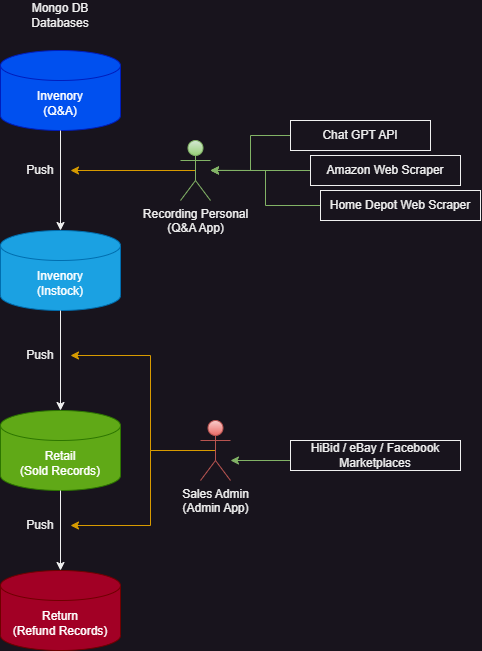 Mongo DB
Databases
Invenory
(Q&A)
Push
Chat GPT API
Amazon Web Scraper
Home Depot Web Scraper
Recording Personal
(Q&A App)
Invenory
(Instock)
Push
Retail
(Sold Records)
HiBid / eBay / Facebook
Marketplaces
Sales Admin
(Admin App)
Push
Return
(Refund Records)